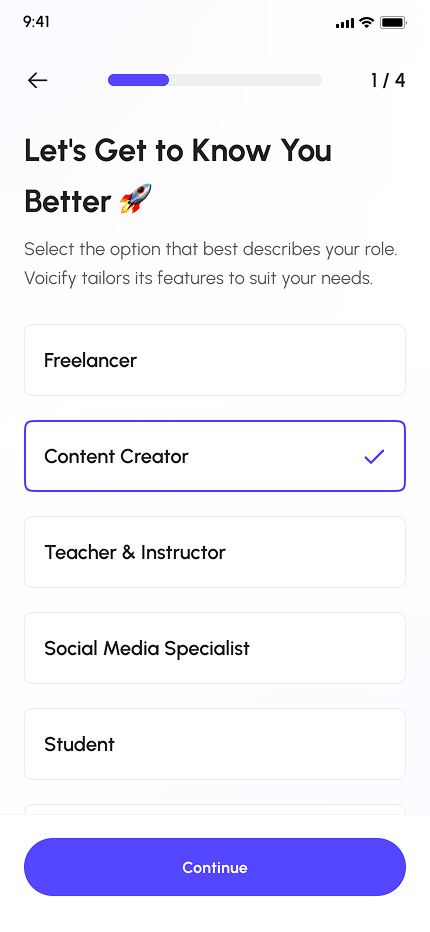 9:41
1 / 4
Let's Get to Know You
Better 🚀
Select the option that best describes your role.
Voicify tailors its features to suit your needs.
Freelancer
Content Creator
Teacher & Instructor
Social Media Specialist
Student
Continue